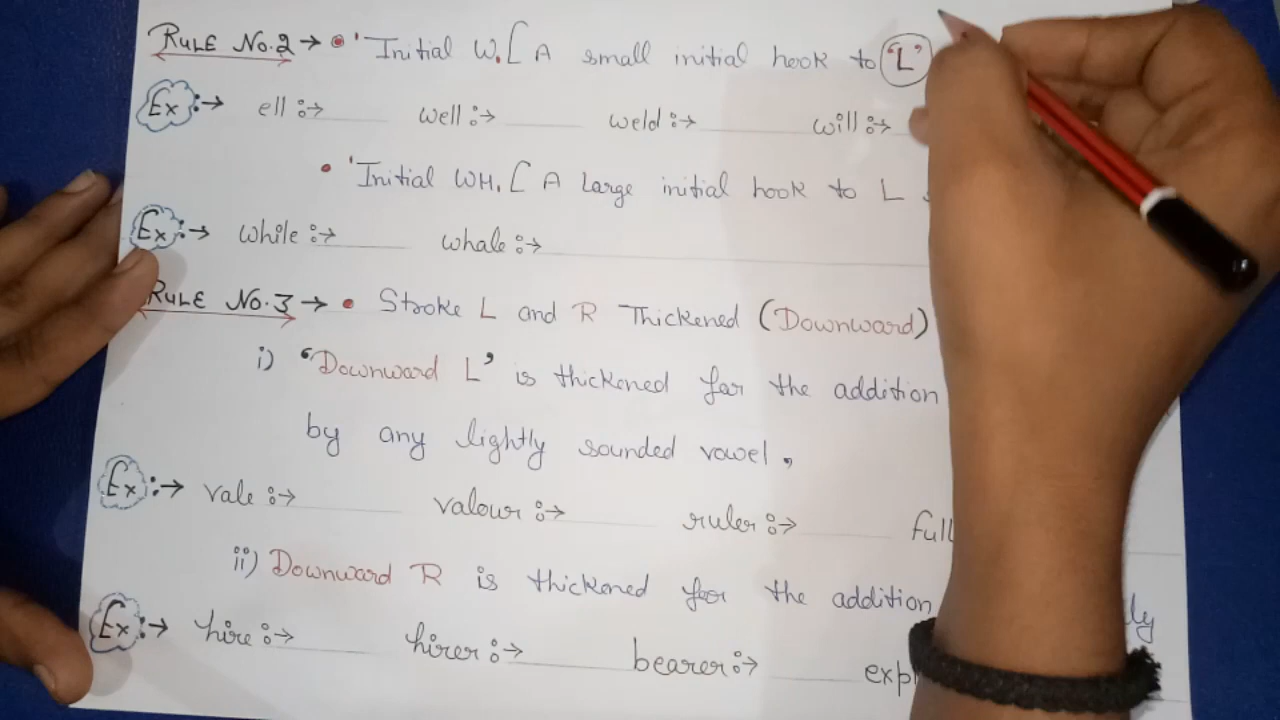 RULE No.2→ • 'Initial W.[ A small initial hook to 'L'
Ex:→ ell :→ well :→ weld :→ will :→
• 'Initial WH.[ A Large initial hook to L
Ex:→ while :→ whale :→
RULE No.3→ • Stroke L and R Thickened (Downward)
i) 'Downward L' is thickened for the addition
by any lightly sounded vowel.
Ex:→ vale :→ valour :→ ruler :→ full
ii) Downward R is thickened for the addition ly
Ex:→ hire :→ hirer :→ bearer :→